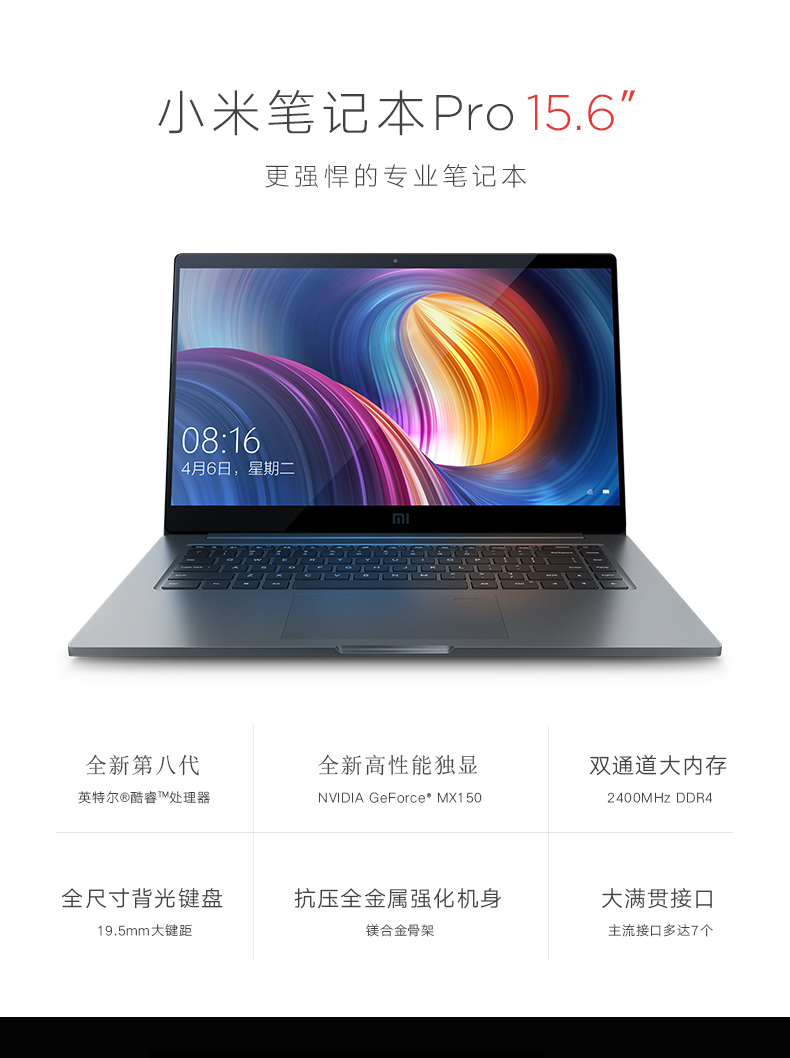 小米笔记本Pro 15.6″
更强悍的专业笔记本
08:16
4月6日，星期二
mi
全新第八代
英特尔®酷睿™处理器
全新高性能独显
NVIDIA GeForce® MX150
双通道大内存
2400MHz DDR4
全尺寸背光键盘
19.5mm大键距
抗压全金属强化机身
镁合金骨架
大满贯接口
主流接口多达7个